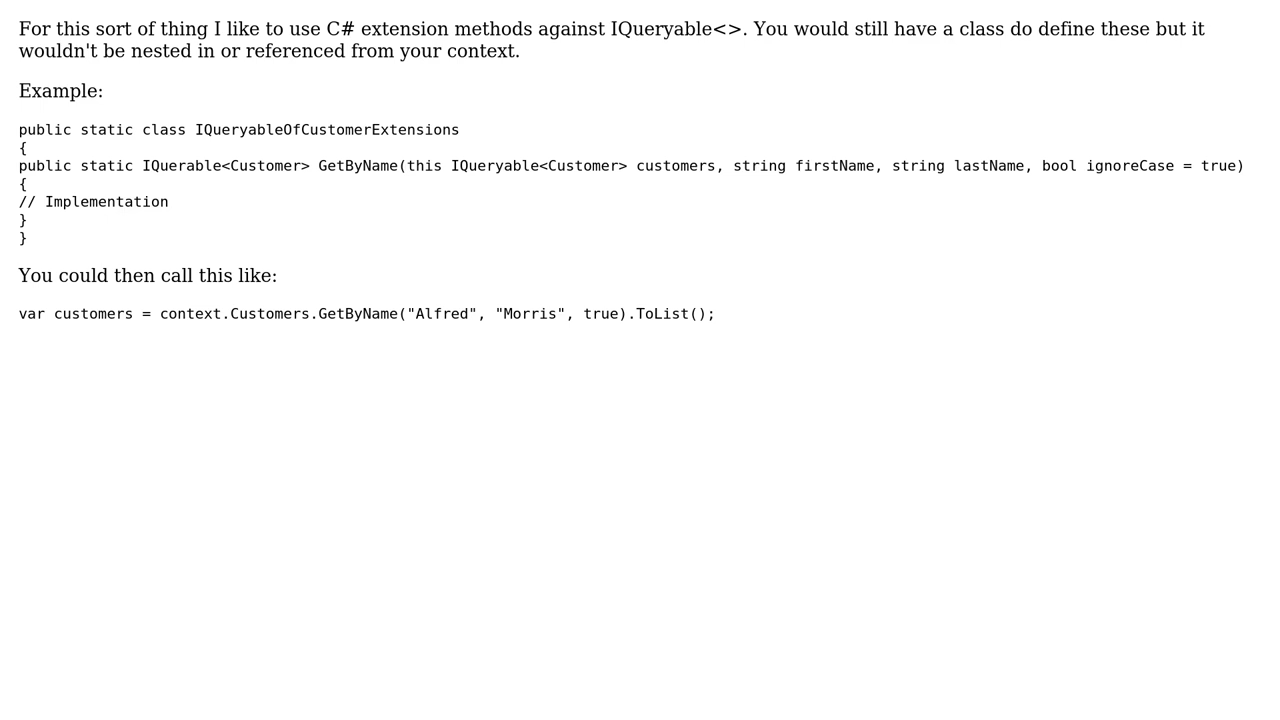 For this sort of thing I like to use C# extension methods against IQueryable<>. You would still have a class do define these but it
wouldn't be nested in or referenced from your context.
Example:
public static class IQueryableOfCustomerExtensions
{
public static IQuerable<Customer> GetByName(this IQueryable<Customer> customers, string firstName, string lastName, bool ignoreCase = true)
{
// Implementation
}
}
You could then call this like:
var customers = context.Customers.GetByName("Alfred", "Morris", true).ToList();